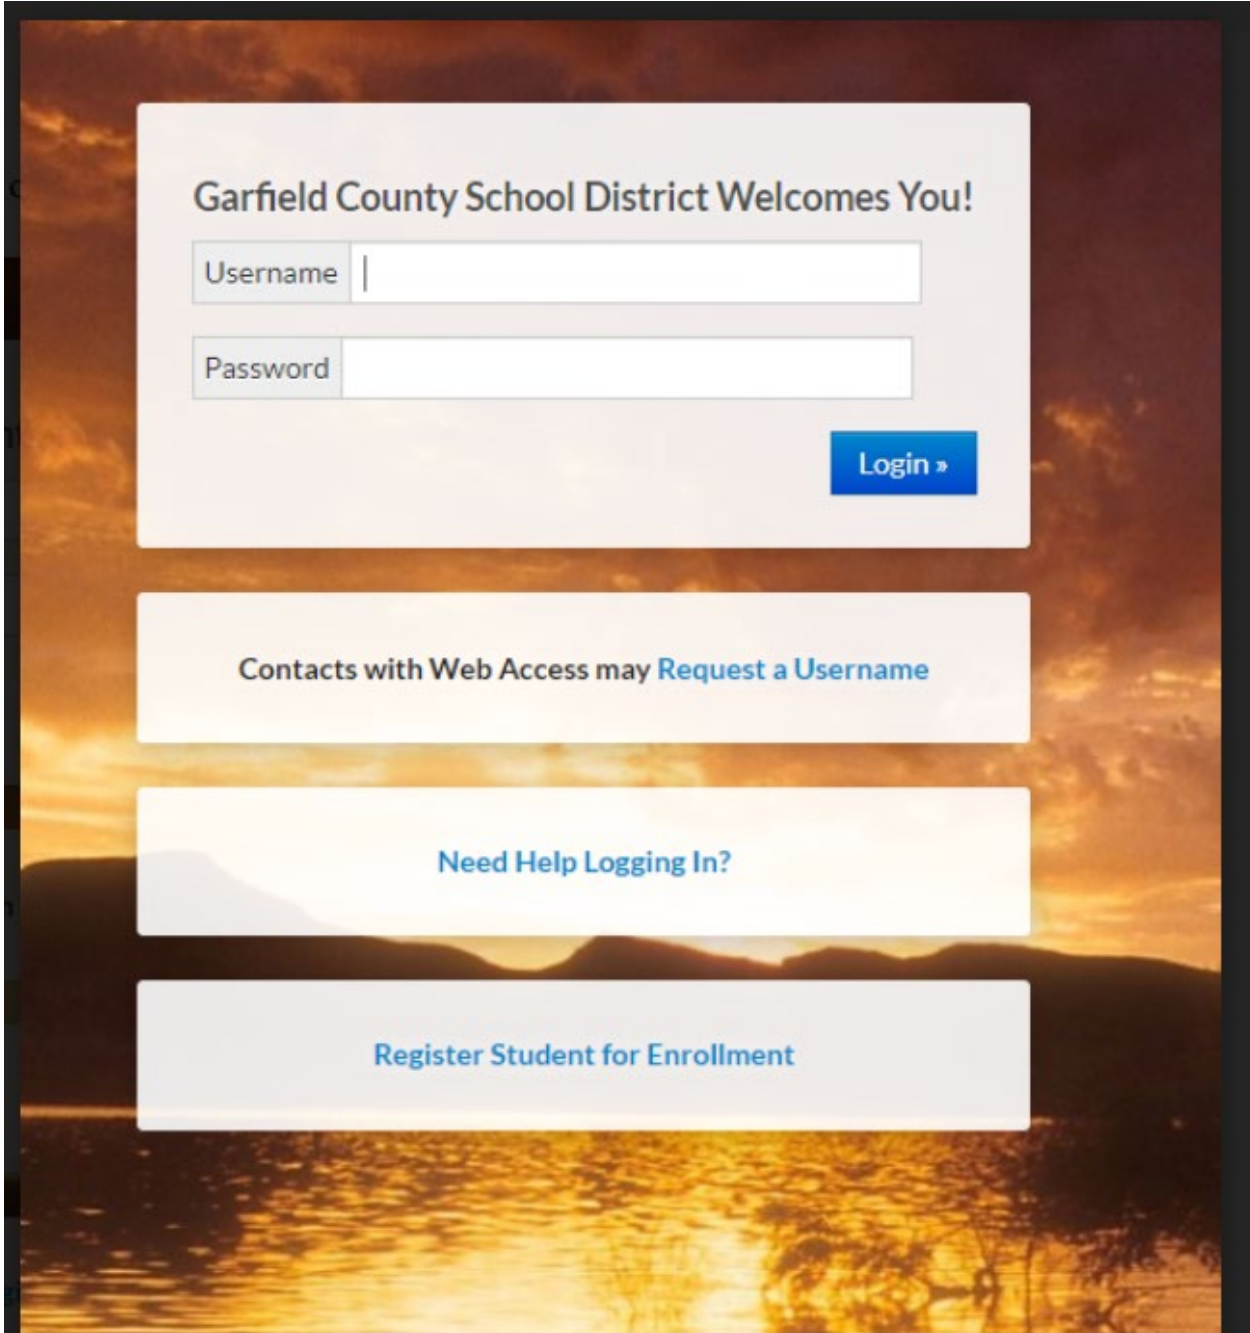 Garfield County School District Welcomes You!
Username
Password
Login »
Contacts with Web Access may Request a Username
Need Help Logging In?
Register Student for Enrollment